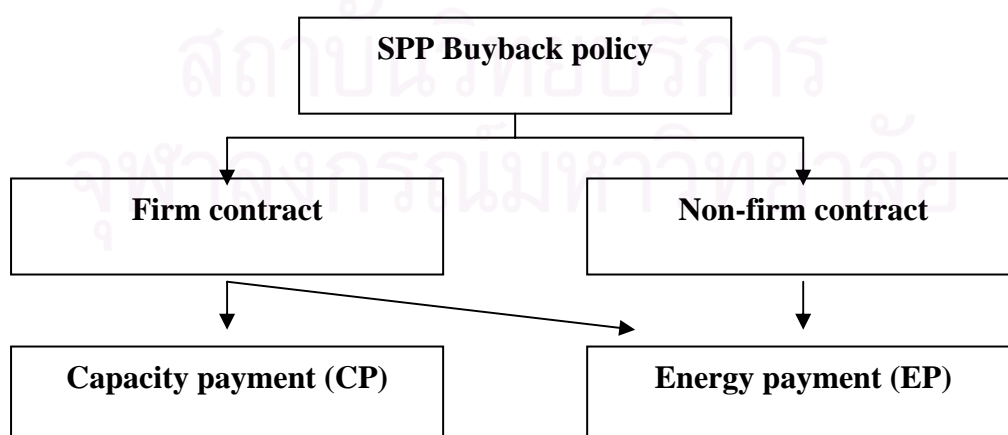 สถาบันวิทยบริการ
SPP Buyback policy
จุฬาลงกรณ์มหาวิทยาลัย
Firm contract
Non-firm contract
Capacity payment (CP)
Energy payment (EP)